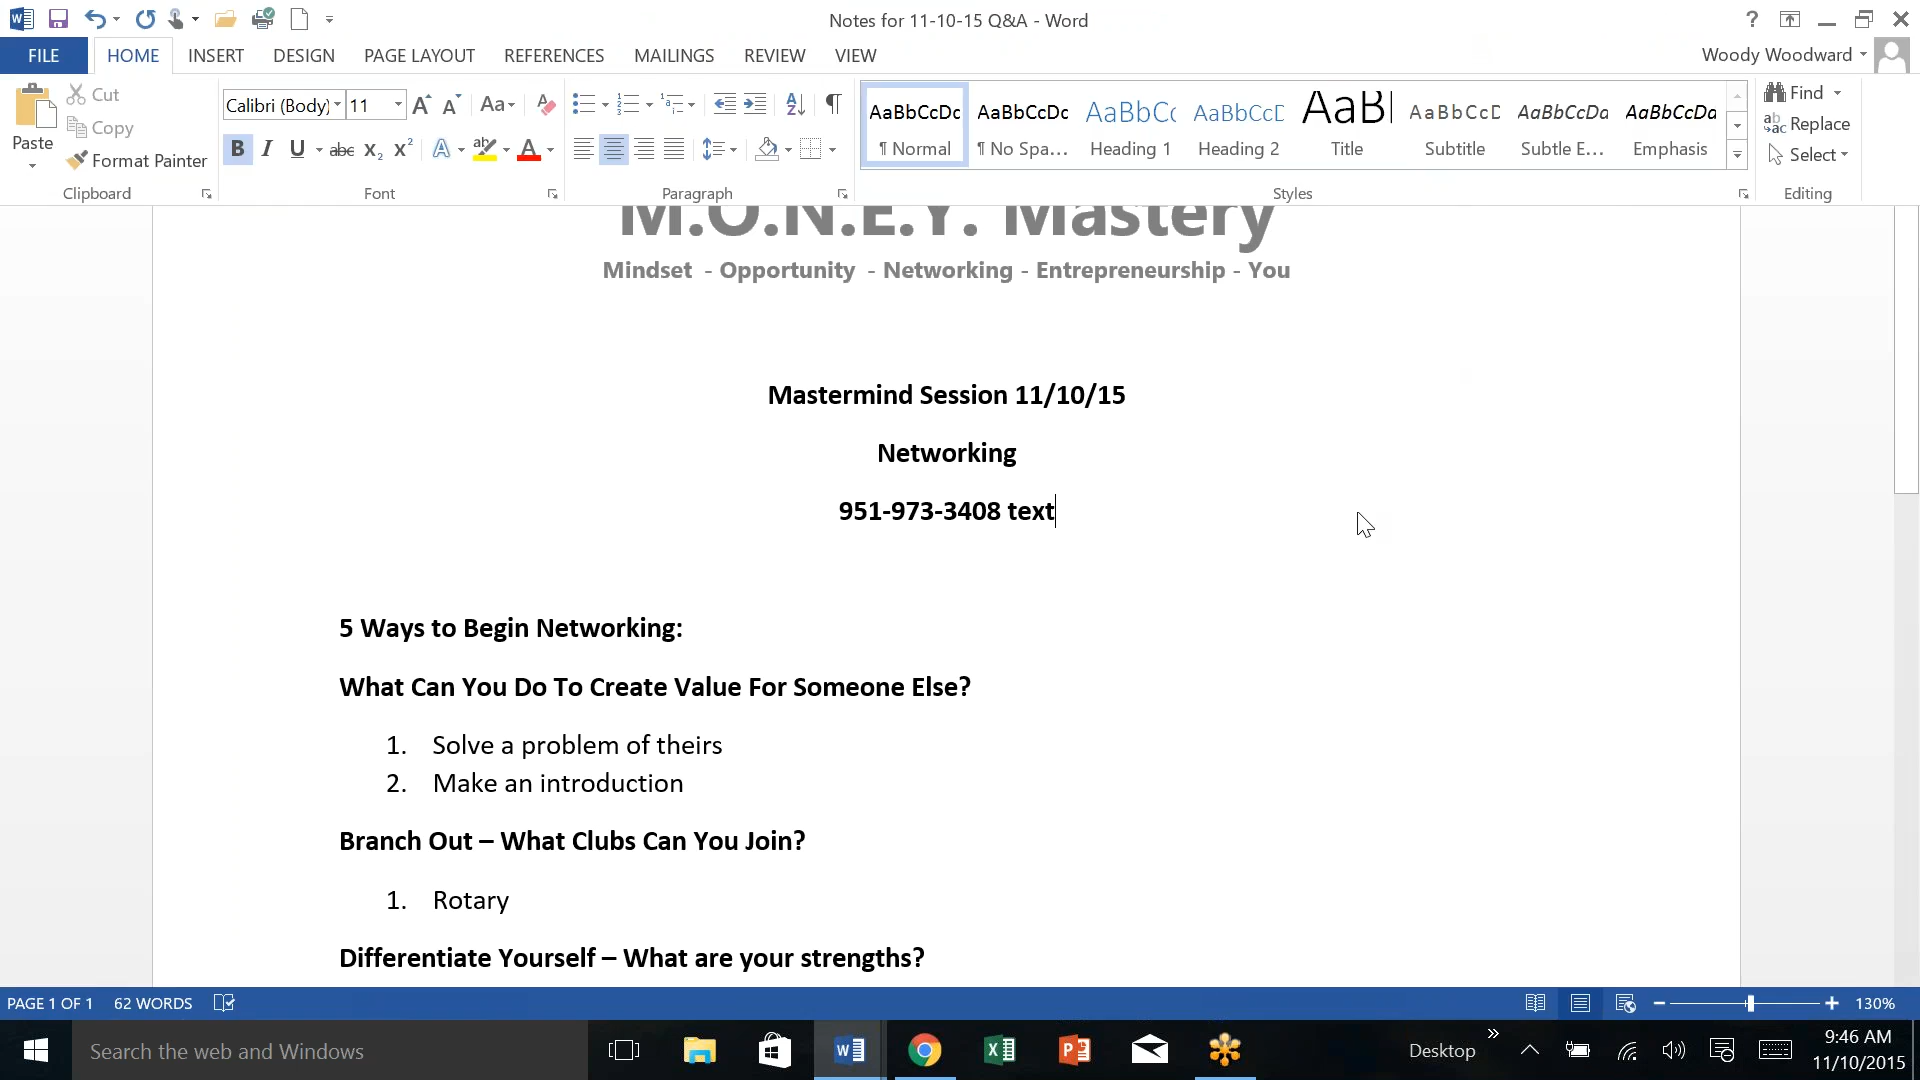 Notes for 11-10-15 Q&A - Word
FILE HOME INSERT DESIGN PAGE LAYOUT REFERENCES MAILINGS REVIEW VIEW Woody Woodward
Paste
Cut
Copy
Format Painter
Clipboard
Calibri (Body) 11
Font
Paragraph
AaBbCcDc AaBbCcDc AaBbCc AaBbCcD AaB AaBbCcD AaBbCcDa AaBbCcDa
¶ Normal ¶ No Spa... Heading 1 Heading 2 Title Subtitle Subtle E... Emphasis
Styles
Find
Replace
Select
Editing
M.O.N.E.Y. Mastery
Mindset - Opportunity - Networking - Entrepreneurship - You
Mastermind Session 11/10/15
Networking
951-973-3408 text
5 Ways to Begin Networking:
What Can You Do To Create Value For Someone Else?
1. Solve a problem of theirs
2. Make an introduction
Branch Out – What Clubs Can You Join?
1. Rotary
Differentiate Yourself – What are your strengths?
PAGE 1 OF 1 62 WORDS 130%
Search the web and Windows
Desktop
9:46 AM
11/10/2015